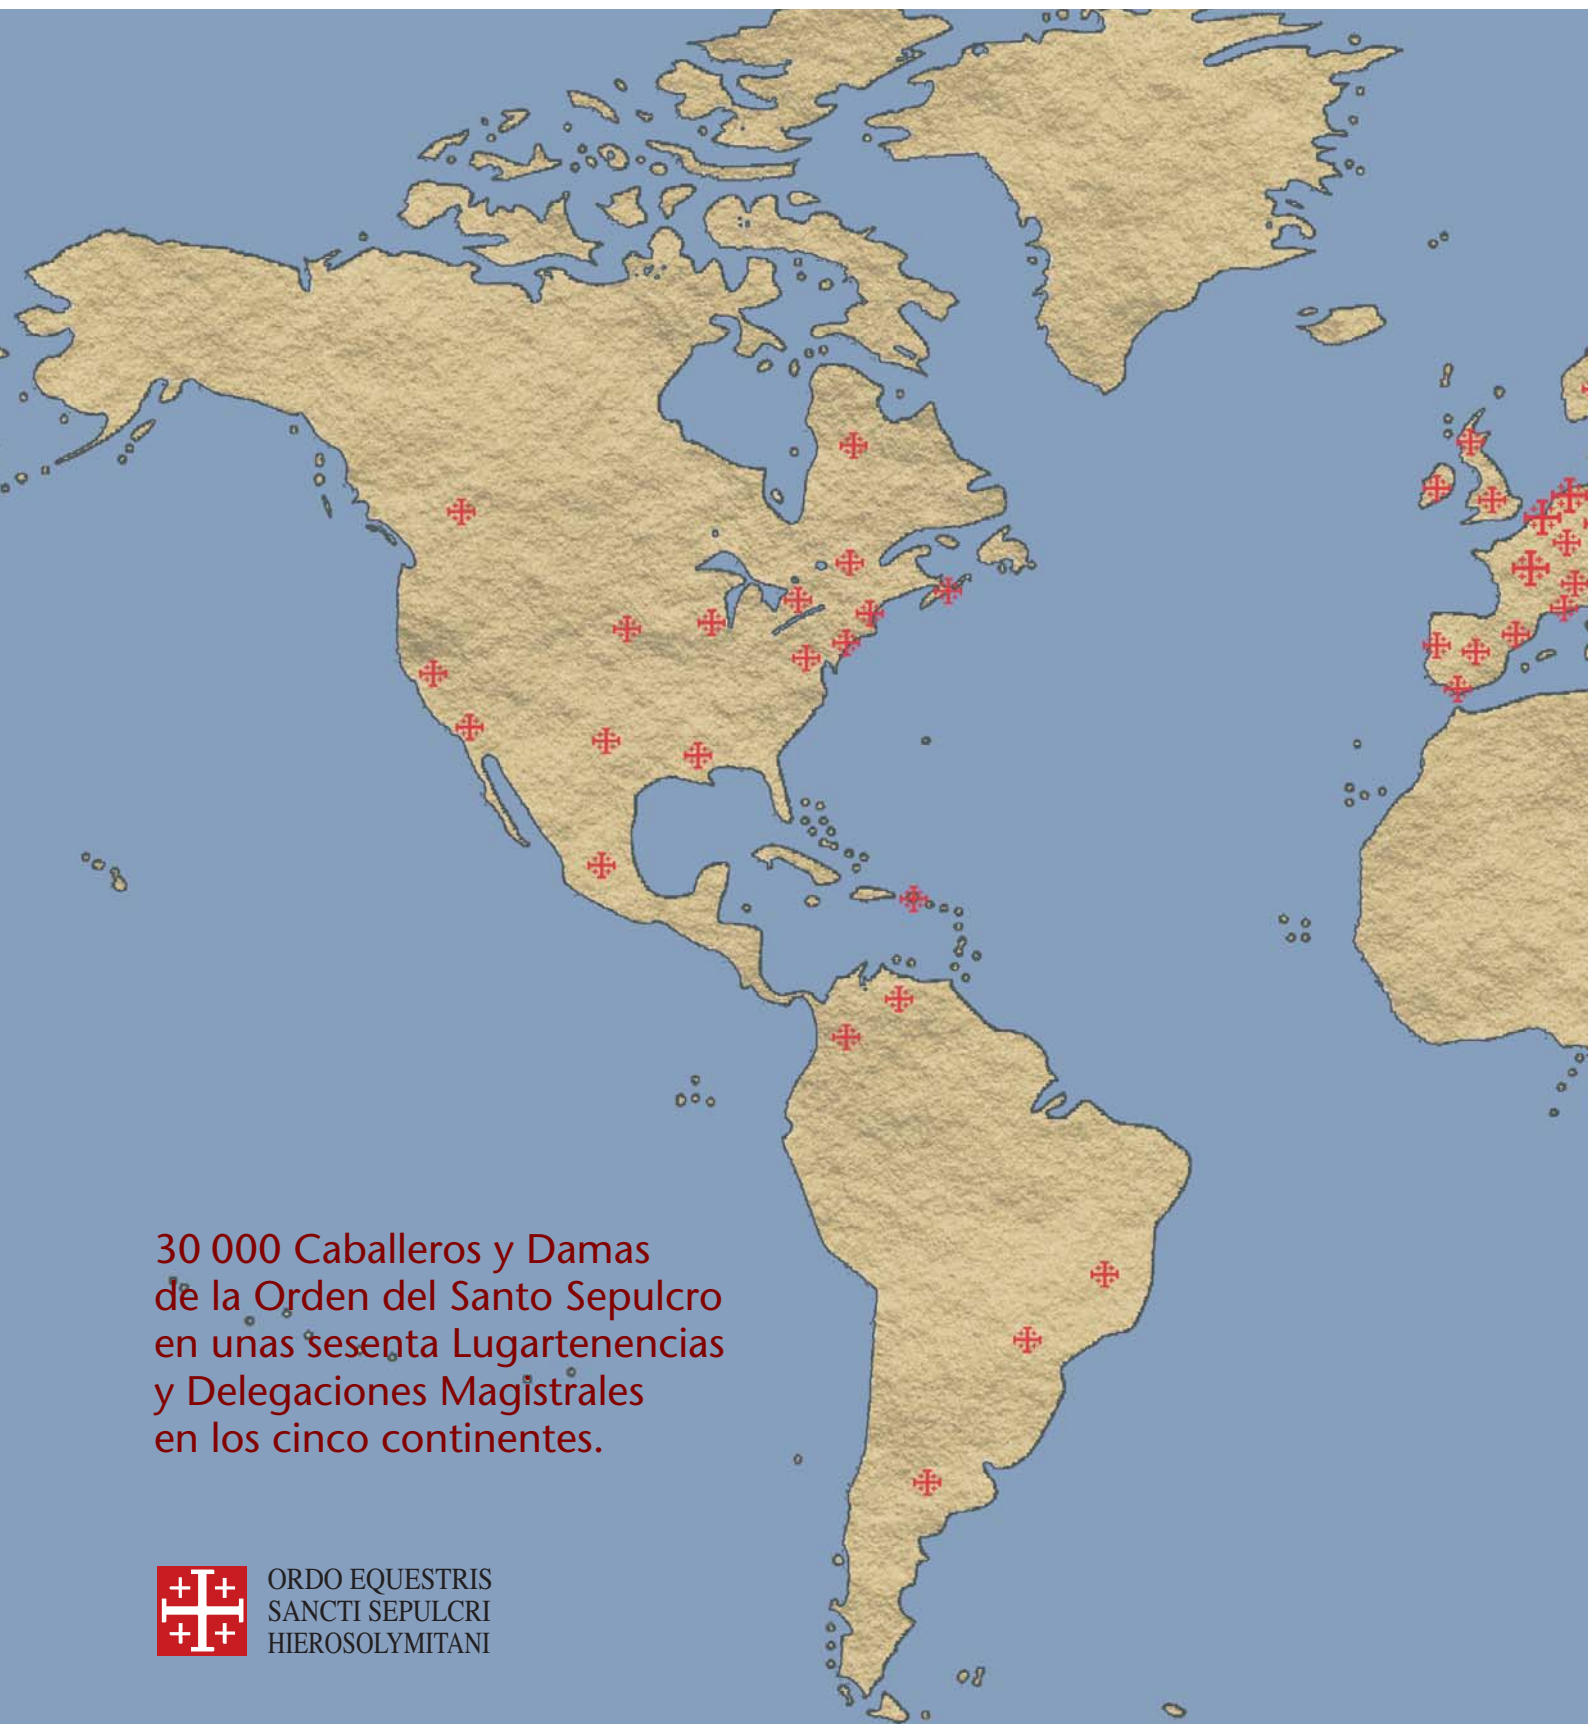 30 000 Caballeros y Damas
de la Orden del Santo Sepulcro
en unas sesenta Lugartenencias
y Delegaciones Magistrales
en los cinco continentes.
ORDO EQUESTRIS
SANCTI SEPULCRI
HIEROSOLYMITANI